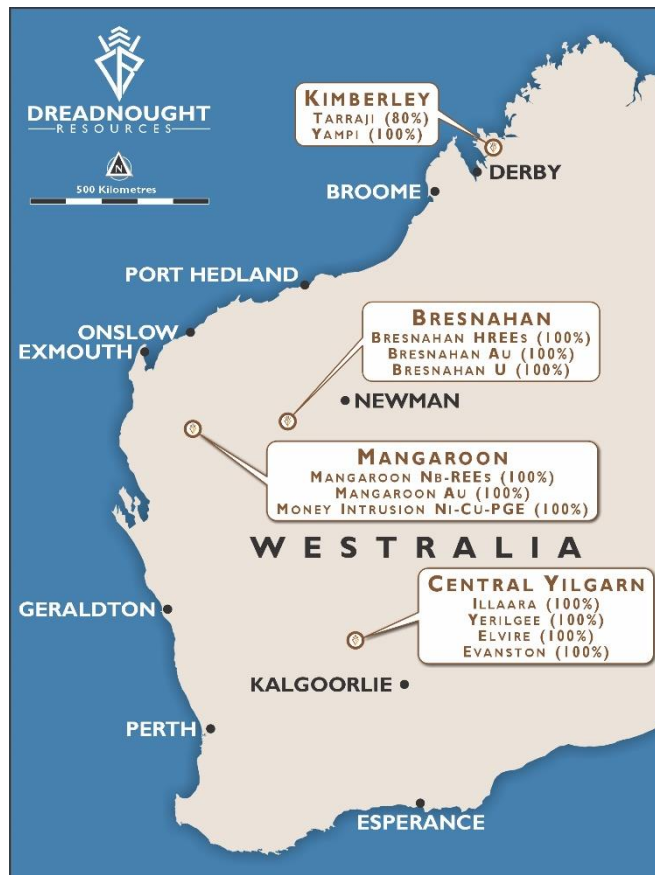 DREADNOUGHT
RESOURCES
N
500 Kilometres
KIMBERLEY
TARRAJI (80%)
YAMPI (100%)
DERBY
BROOME
PORT HEDLAND
ONSLOW
EXMOUTH
BRESNAHAN
BRESNAHAN HREES (100%)
BRESNAHAN AU (100%)
BRESNAHAN U (100%)
NEWMAN
MANGAROON
MANGAROON NB-REES (100%)
MANGAROON AU (100%)
MONEY INTRUSION NI-CU-PGE (100%)
WESTRALIA
CENTRAL YILGARN
ILLAARA (100%)
YERILGEE (100%)
ELVIRE (100%)
EVANSTON (100%)
GERALDTON
KALGOORLIE
PERTH
ESPERANCE